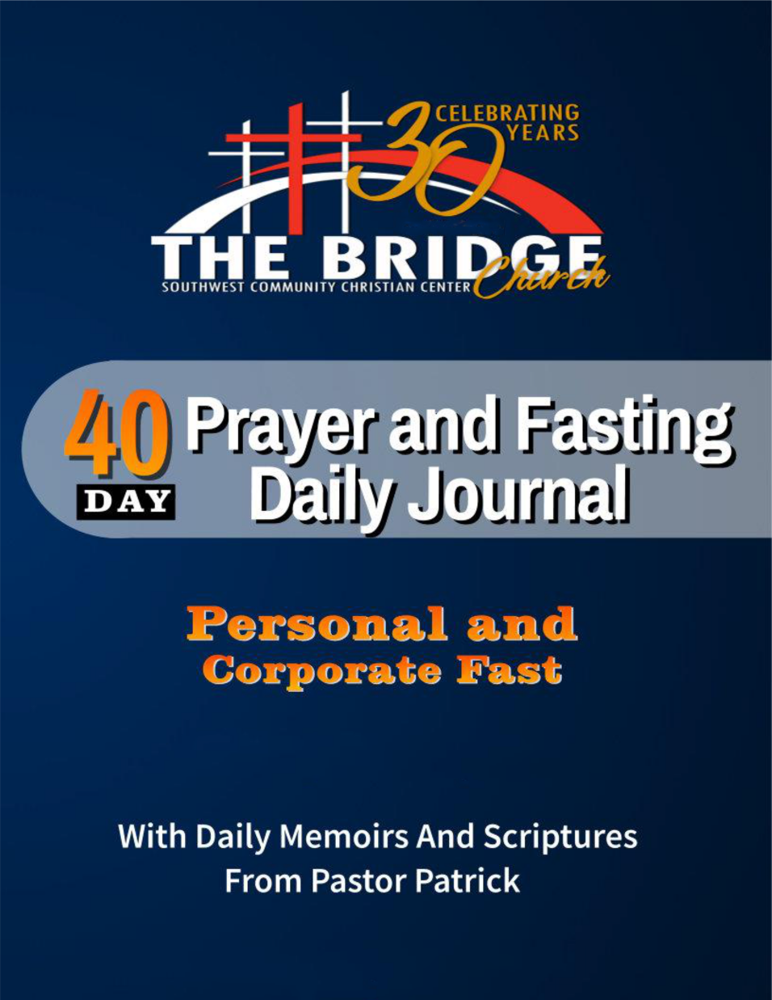 30 CELEBRATING
YEARS
THE BRIDGE
SOUTHWEST COMMUNITY CHRISTIAN CENTER Church
40 Prayer and Fasting
DAY Daily Journal
Personal and
Corporate Fast
With Daily Memoirs And Scriptures
From Pastor Patrick